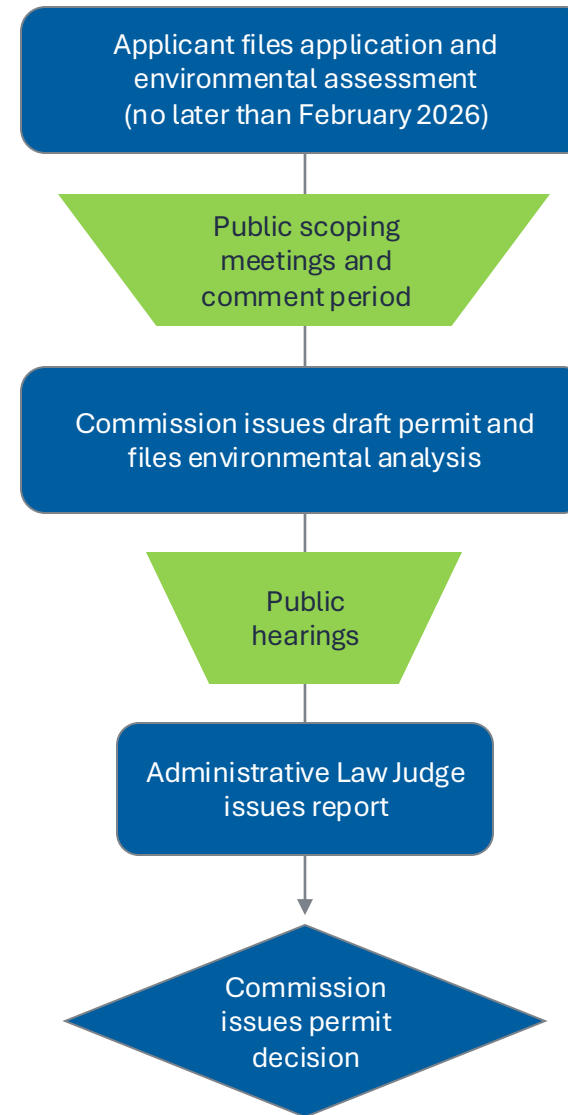 Applicant files application and
environmental assessment
(no later than February 2026)
Public scoping
meetings and
comment period
Commission issues draft permit and
files environmental analysis
Public
hearings
Administrative Law Judge
issues report
Commission
issues permit
decision